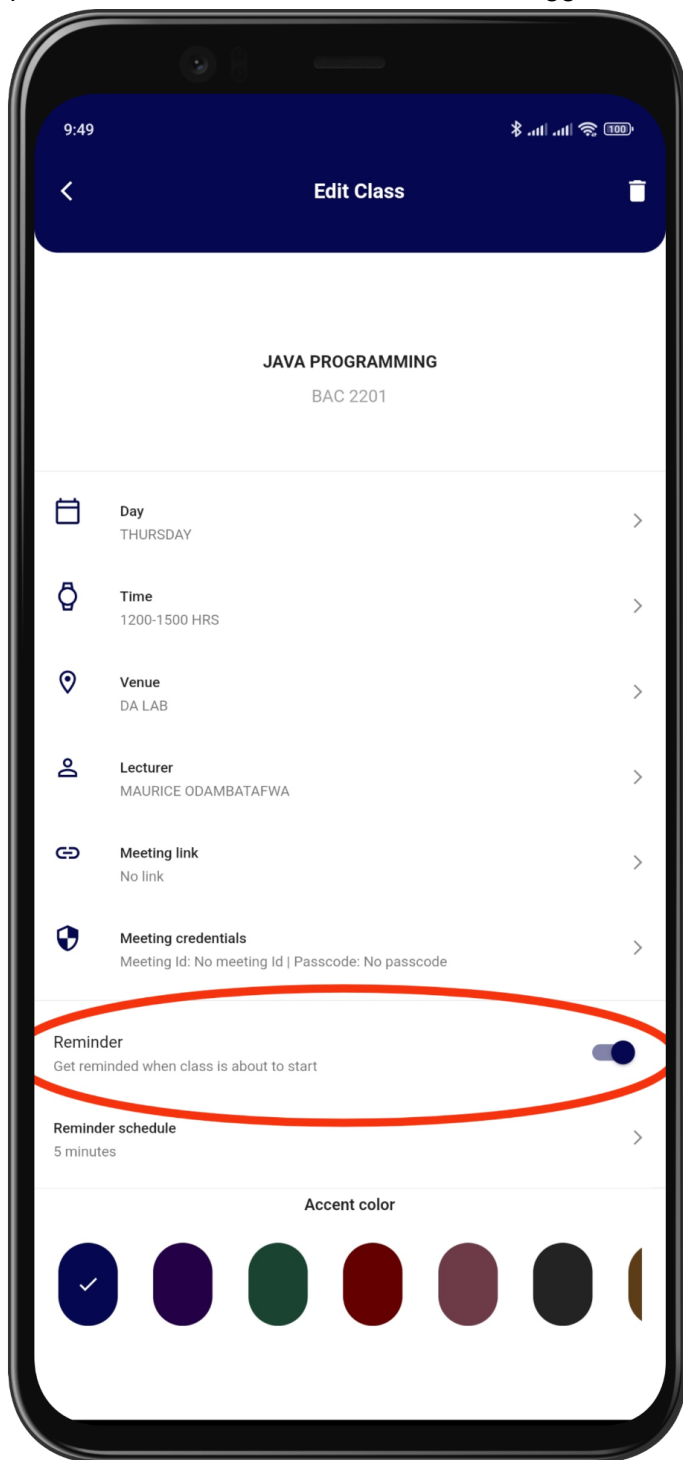 9:49
100
Edit Class
JAVA PROGRAMMING
BAC 2201
Day
THURSDAY
Time
1200-1500 HRS
Venue
DA LAB
Lecturer
MAURICE ODAMBATAFWA
Meeting link
No link
Meeting credentials
Meeting Id: No meeting Id | Passcode: No passcode
Reminder
Get reminded when class is about to start
Reminder schedule
5 minutes
Accent color